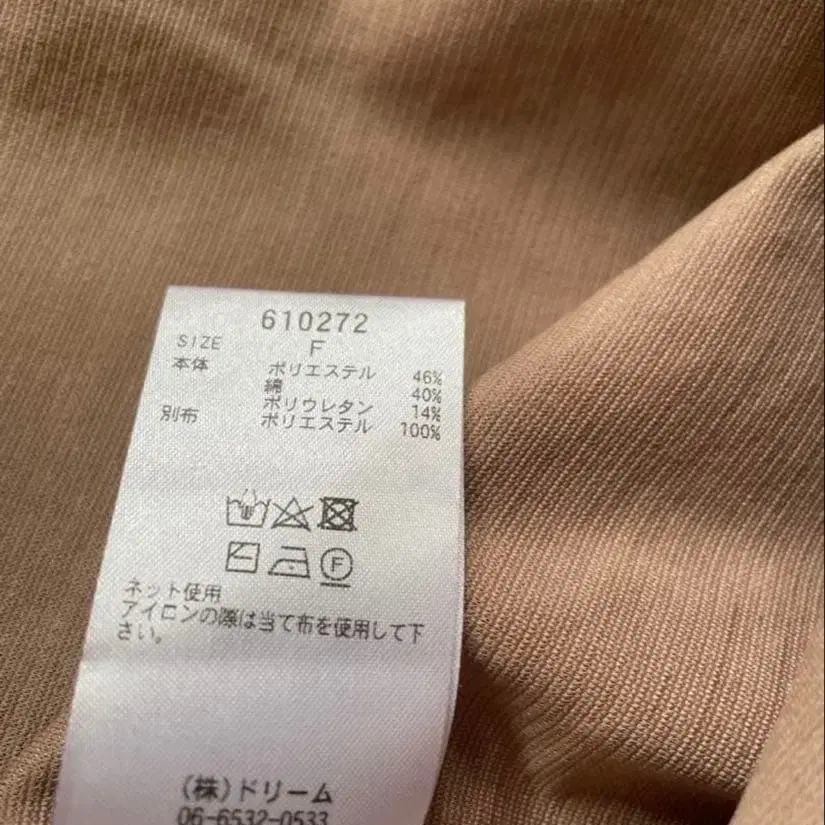 610272
SIZE F
本体 ポリエステル 46%
綿 40%
ポリウレタン 14%
別布 ポリエステル 100%
F
ネット使用
アイロンの際は当て布を使用して下
さい。
(株)ドリーム
06-6532-0533